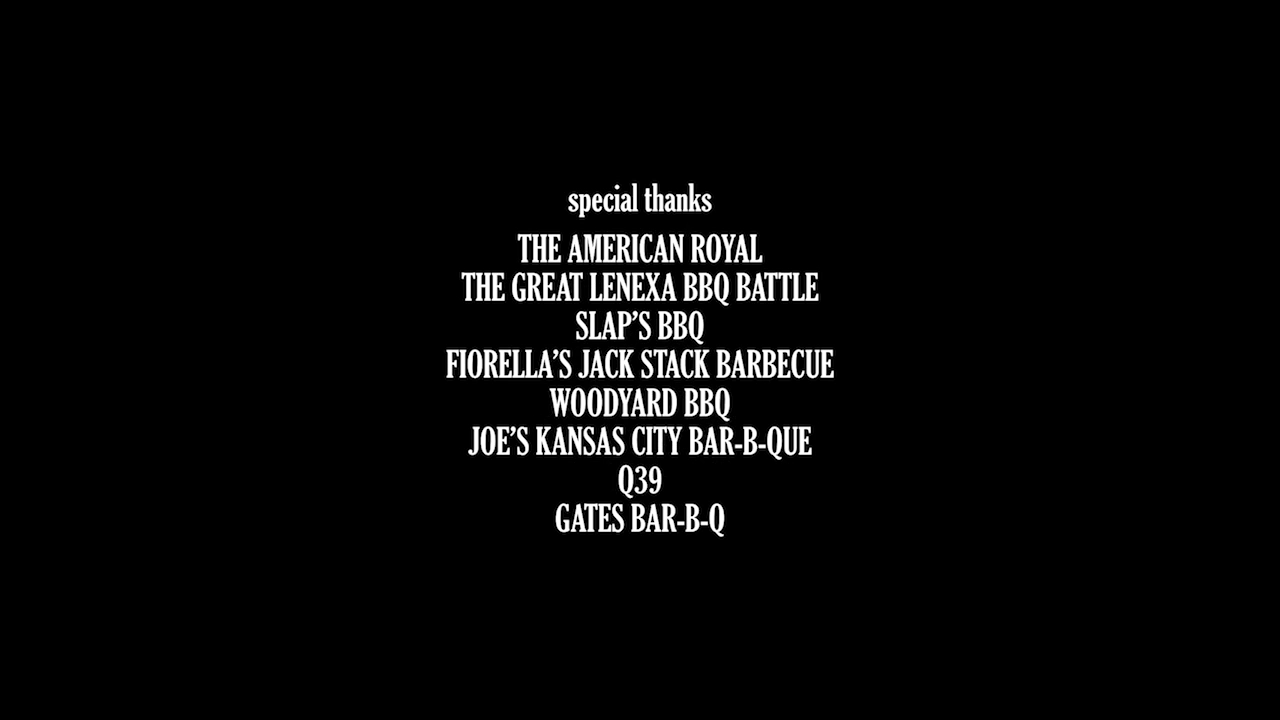 special thanks
THE AMERICAN ROYAL
THE GREAT LENEXA BBQ BATTLE
SLAP'S BBQ
FIORELLA'S JACK STACK BARBECUE
WOODYARD BBQ
JOE'S KANSAS CITY BAR-B-QUE
Q39
GATES BAR-B-Q